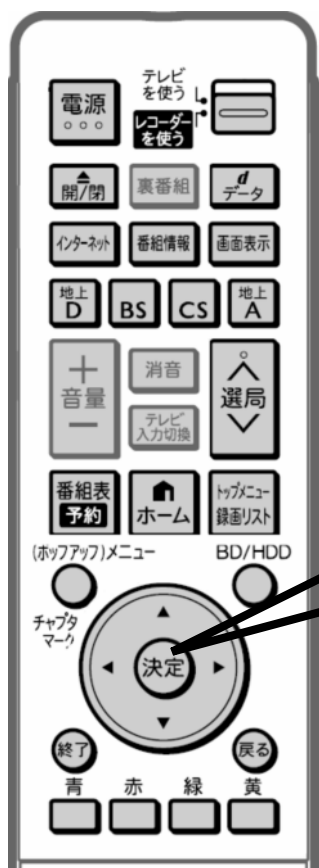 テレビ
を使う
電源
レコーダー
を使う
開/閉
裏番組
d
データ
インターネット
番組情報
画面表示
地上
D
BS
CS
地上
A
+
音量
-
消音
テレビ
入力切換
選局
番組表
予約
ホーム
トップメニュー
録画リスト
(ポップアップ)メニュー
BD/HDD
チャプタ
マーク
決定
終了
戻る
青
赤
緑
黄